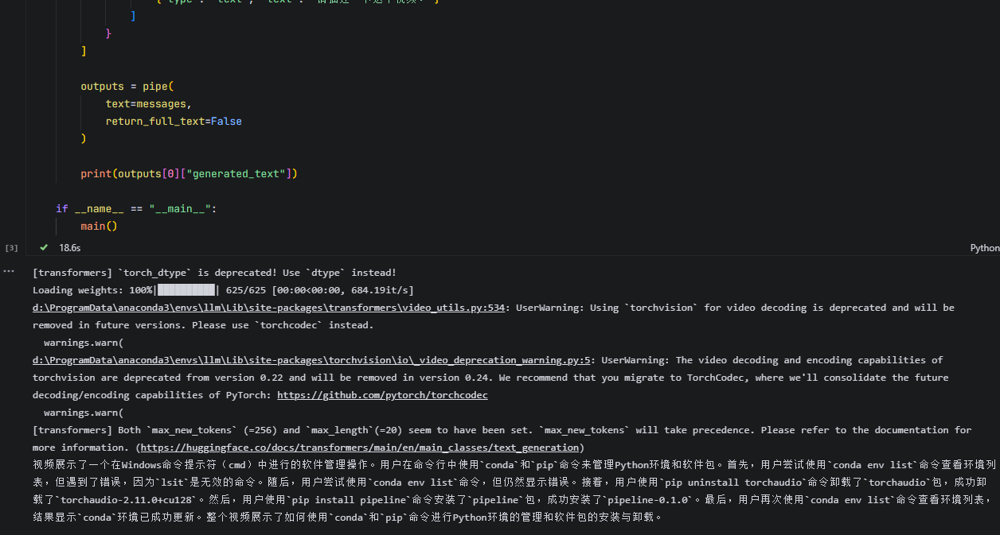 ]
}
]
outputs = pipe(
text=messages,
return_full_text=False
)
print(outputs[0]["generated_text"])
if __name__ == "__main__":
main()
[3]
18.6s
Python
[transformers] `torch_dtype` is deprecated! Use `dtype` instead!
Loading weights: 100%|██████████| 625/625 [00:00<00:00, 684.19it/s]
d:\ProgramData\anaconda3\envs\llm\Lib\site-packages\transformers\video_utils.py:534: UserWarning: Using `torchvision` for video decoding is deprecated and will be
removed in future versions. Please use `torchcodec` instead.
warnings.warn(
d:\ProgramData\anaconda3\envs\llm\Lib\site-packages\torchvision\io\_video_deprecation_warning.py:5: UserWarning: The video decoding and encoding capabilities of
torchvision are deprecated from version 0.22 and will be removed in version 0.24. We recommend that you migrate to TorchCodec, where we'll consolidate the future
decoding/encoding capabilities of PyTorch: https://github.com/pytorch/torchcodec
warnings.warn(
[transformers] Both `max_new_tokens` (=256) and `max_length`(=20) seem to have been set. `max_new_tokens` will take precedence. Please refer to the documentation for
more information. (https://huggingface.co/docs/transformers/main/en/main_classes/text_generation)
视频展示了一个在Windows命令提示符（cmd）中进行的软件管理操作。用户在命令行中使用`conda`和`pip`命令来管理Python环境和软件包。首先，用户尝试使用`conda env list`命令查看环境列
表，但遇到了错误，因为`lsit`是无效的命令。随后，用户尝试使用`conda env list`命令，但仍然显示错误。接着，用户使用`pip uninstall torchaudio`命令卸载了`torchaudio`包，成功卸
载了`torchaudio-2.11.0+cu128`。然后，用户使用`pip install pipeline`命令安装了`pipeline`包，成功安装了`pipeline-0.1.0`。最后，用户再次使用`conda env list`命令查看环境列表，
结果显示`conda`环境已成功更新。整个视频展示了如何使用`conda`和`pip`命令进行Python环境的管理和软件包的安装与卸载。